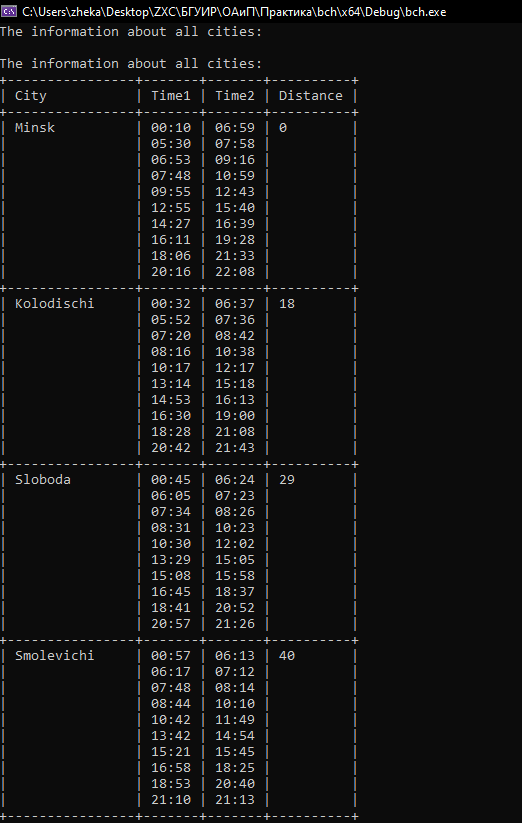 C:\Users\zheka\Desktop\ZXC\БГУИР\ОАиП\Практика\bch\x64\Debug\bch.exe
The information about all cities:
The information about all cities:
+----------------+-------+-------+----------+
| City           | Time1 | Time2 | Distance |
+----------------+-------+-------+----------+
| Minsk          | 00:10 | 06:59 | 0        |
|                | 05:30 | 07:58 |          |
|                | 06:53 | 09:16 |          |
|                | 07:48 | 10:59 |          |
|                | 09:55 | 12:43 |          |
|                | 12:55 | 15:40 |          |
|                | 14:27 | 16:39 |          |
|                | 16:11 | 19:28 |          |
|                | 18:06 | 21:33 |          |
|                | 20:16 | 22:08 |          |
+----------------+-------+-------+----------+
| Kolodischi     | 00:32 | 06:37 | 18       |
|                | 05:52 | 07:36 |          |
|                | 07:20 | 08:42 |          |
|                | 08:16 | 10:38 |          |
|                | 10:17 | 12:17 |          |
|                | 13:14 | 15:18 |          |
|                | 14:53 | 16:13 |          |
|                | 16:30 | 19:00 |          |
|                | 18:28 | 21:08 |          |
|                | 20:42 | 21:43 |          |
+----------------+-------+-------+----------+
| Sloboda        | 00:45 | 06:24 | 29       |
|                | 06:05 | 07:23 |          |
|                | 07:34 | 08:26 |          |
|                | 08:31 | 10:23 |          |
|                | 10:30 | 12:02 |          |
|                | 13:29 | 15:05 |          |
|                | 15:08 | 15:58 |          |
|                | 16:45 | 18:37 |          |
|                | 18:41 | 20:52 |          |
|                | 20:57 | 21:26 |          |
+----------------+-------+-------+----------+
| Smolevichi     | 00:57 | 06:13 | 40       |
|                | 06:17 | 07:12 |          |
|                | 07:48 | 08:14 |          |
|                | 08:44 | 10:10 |          |
|                | 10:42 | 11:49 |          |
|                | 13:42 | 14:54 |          |
|                | 15:21 | 15:45 |          |
|                | 16:58 | 18:25 |          |
|                | 18:53 | 20:40 |          |
|                | 21:10 | 21:13 |          |
+----------------+-------+-------+----------+